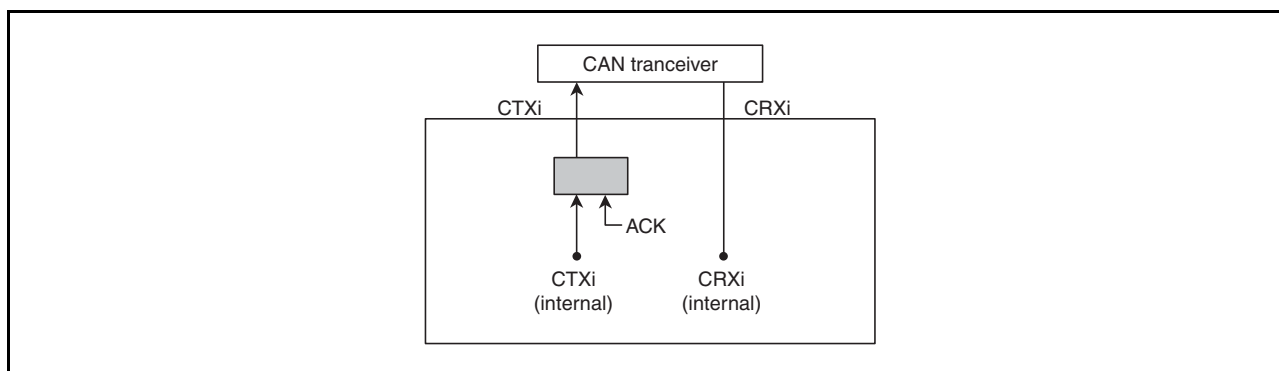 CAN tranceiver
CTXi
CRXi
ACK
CTXi
(internal)
CRXi
(internal)